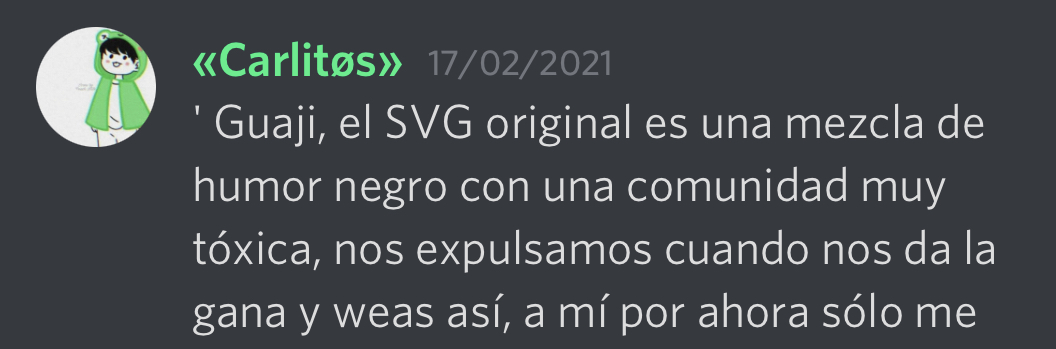 «Carlitøs» 17/02/2021
' Guaji, el SVG original es una mezcla de
humor negro con una comunidad muy
tóxica, nos expulsamos cuando nos da la
gana y weas así, a mí por ahora sólo me